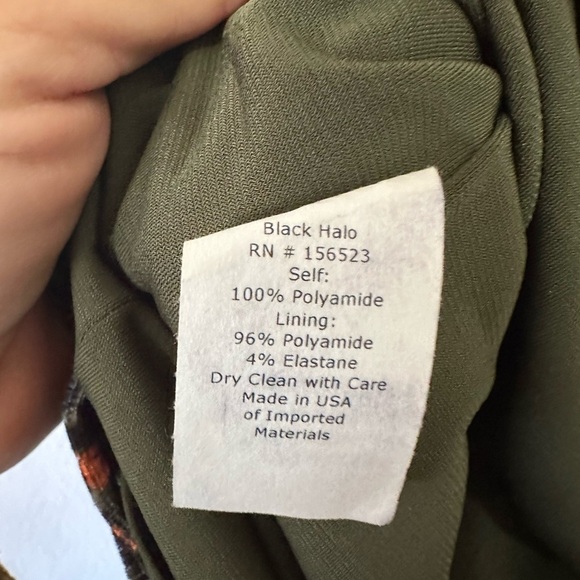 Black Halo
RN # 156523
Self:
100% Polyamide
Lining:
96% Polyamide
4% Elastane
Dry Clean with Care
Made in USA
of Imported
Materials